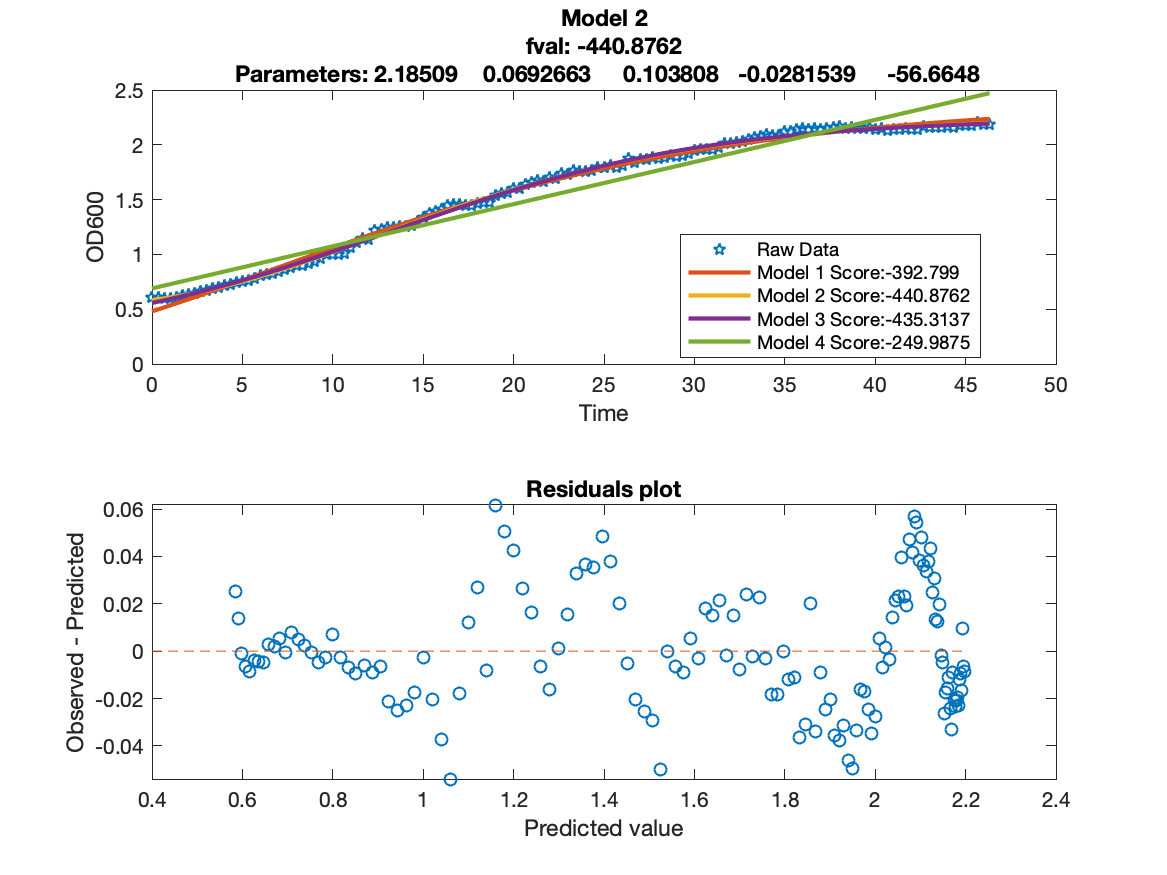 Model 2
fval: -440.8762
Parameters: 2.18509 0.0692663 0.103808 -0.0281539 -56.6648
2.5
2
1.5
1
0.5
0
OD600
Raw Data
Model 1 Score:-392.799
Model 2 Score:-440.8762
Model 3 Score:-435.3137
Model 4 Score:-249.9875
0 5 10 15 20 25 30 35 40 45 50
Time
Residuals plot
0.06
0.04
0.02
0
-0.02
-0.04
Observed - Predicted
0.4 0.6 0.8 1 1.2 1.4 1.6 1.8 2 2.2 2.4
Predicted value